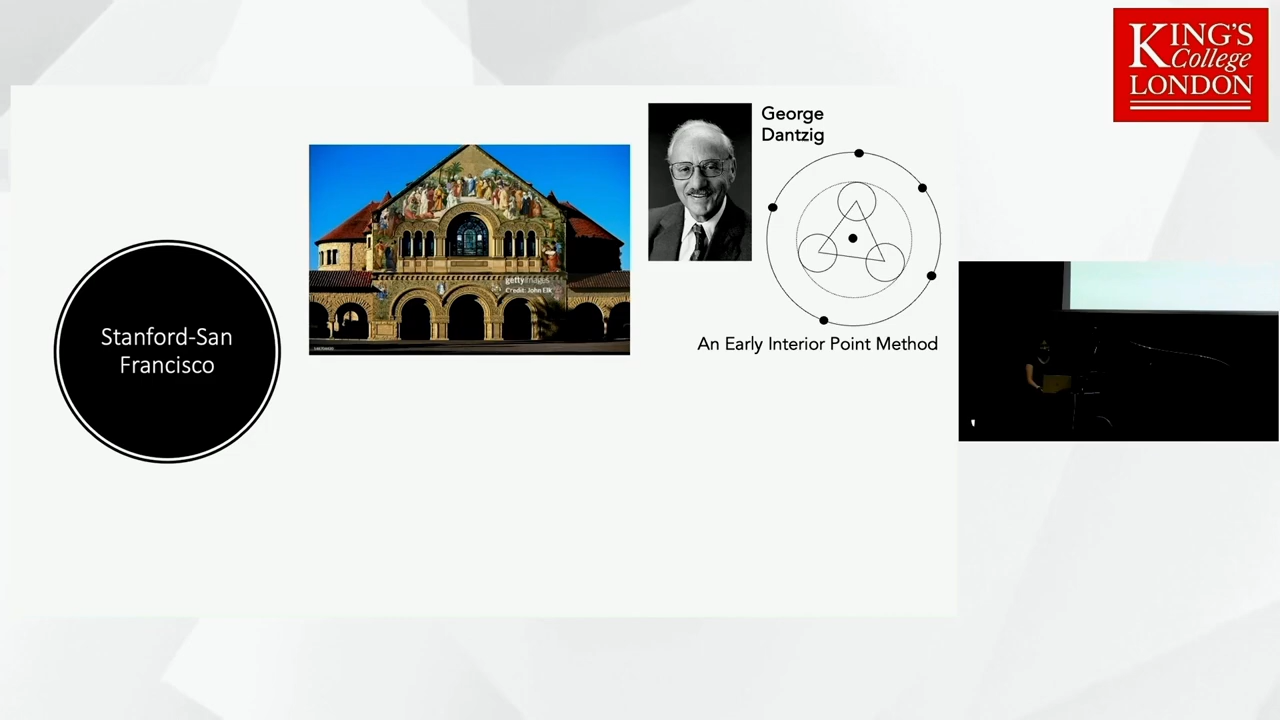 KING'S
College
LONDON
George
Dantzig
gettyimages
Credit: John Elk
An Early Interior Point Method
Stanford-San
Francisco